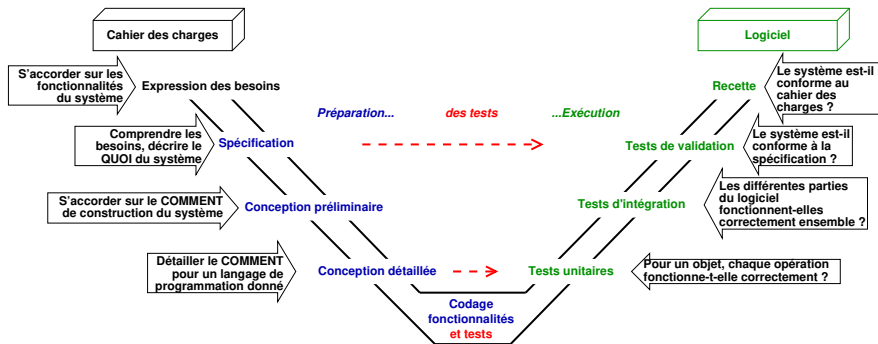 Cahier des charges
Logiciel
S'accorder sur les
fonctionnalités
du système
Expression des besoins
Recette
Le système est-il
conforme au
cahier des
charges ?
Préparation...
des tests
...Exécution
Comprendre les
besoins, décrire le
QUOI du système
Spécification
Tests de validation
Le système est-il
conforme à la
spécification ?
S'accorder sur le COMMENT
de construction du système
Conception préliminaire
Tests d'intégration
Les différentes parties
du logiciel
fonctionnent-elles
correctement ensemble ?
Détailler le COMMENT
pour un langage de
programmation donné
Conception détaillée
Tests unitaires
Pour un objet, chaque opération
fonctionne-t-elle correctement ?
Codage
fonctionnalités
et tests